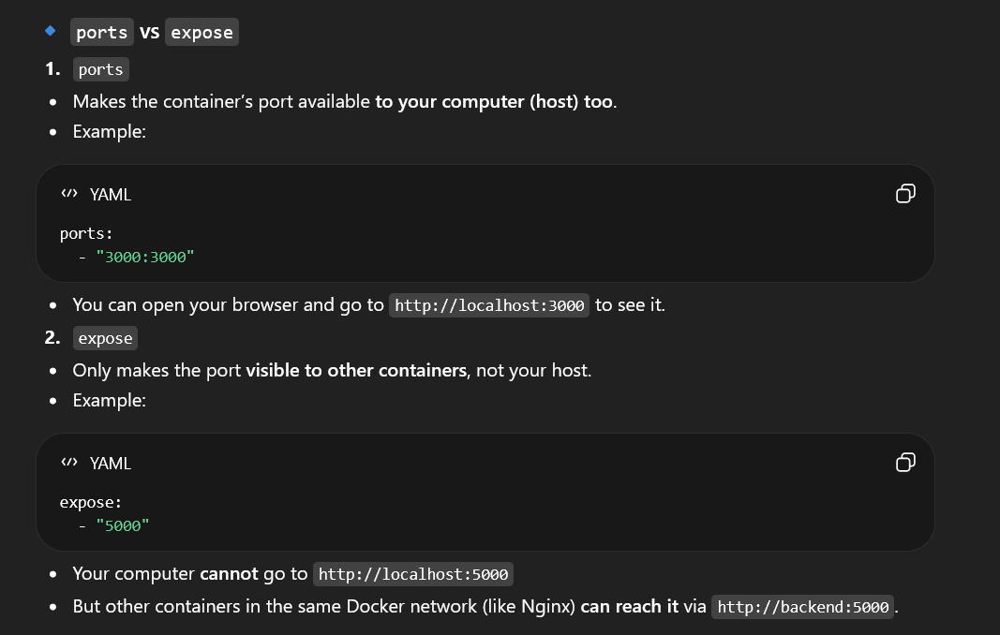 ports vs expose
1. ports
• Makes the container’s port available to your computer (host) too.
• Example:
YAML
ports:
  - "3000:3000"
• You can open your browser and go to http://localhost:3000 to see it.
2. expose
• Only makes the port visible to other containers, not your host.
• Example:
YAML
expose:
  - "5000"
• Your computer cannot go to http://localhost:5000
• But other containers in the same Docker network (like Nginx) can reach it via http://backend:5000.